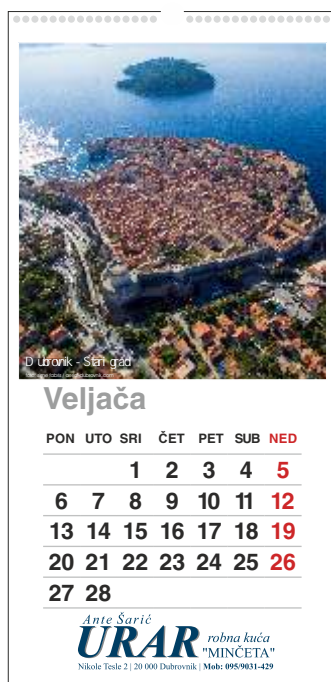 Dubrovnik - Stari grad
Veljača
PON UTO SRI ČET PET SUB NED
1 2 3 4 5
6 7 8 9 10 11 12
13 14 15 16 17 18 19
20 21 22 23 24 25 26
27 28
Ante Šarić
URAR robna kuća
"MINČETA"
Nikole Tesle 2 | 20 000 Dubrovnik | Mob: 095/9031-429